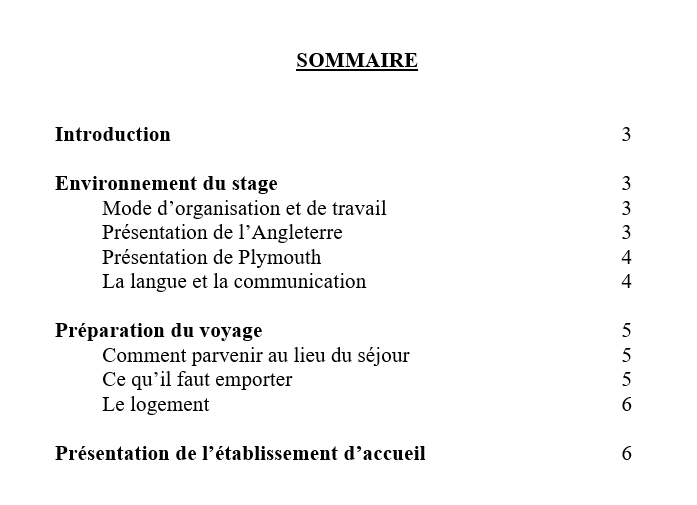 SOMMAIRE
Introduction 3
Environnement du stage 3
Mode d’organisation et de travail 3
Présentation de l’Angleterre 3
Présentation de Plymouth 4
La langue et la communication 4
Préparation du voyage 5
Comment parvenir au lieu du séjour 5
Ce qu’il faut emporter 5
Le logement 6
Présentation de l’établissement d’accueil 6